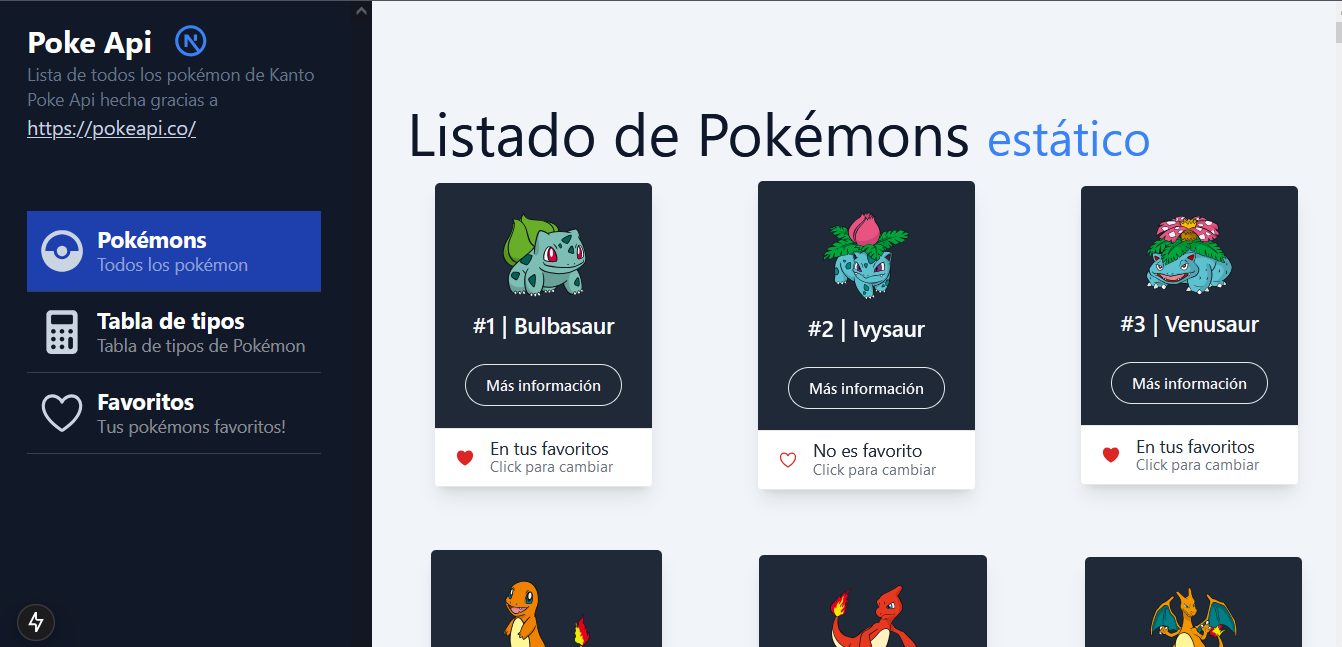 Poke Api
Lista de todos los pokémon de Kanto
Poke Api hecha gracias a
https://pokeapi.co/
Pokémons
Todos los pokémon
Tabla de tipos
Tabla de tipos de Pokémon
Favoritos
Tus pokémons favoritos!
Listado de Pokémons estático
#1 | Bulbasaur
Más información
En tus favoritos
Click para cambiar
#2 | Ivysaur
Más información
No es favorito
Click para cambiar
#3 | Venusaur
Más información
En tus favoritos
Click para cambiar